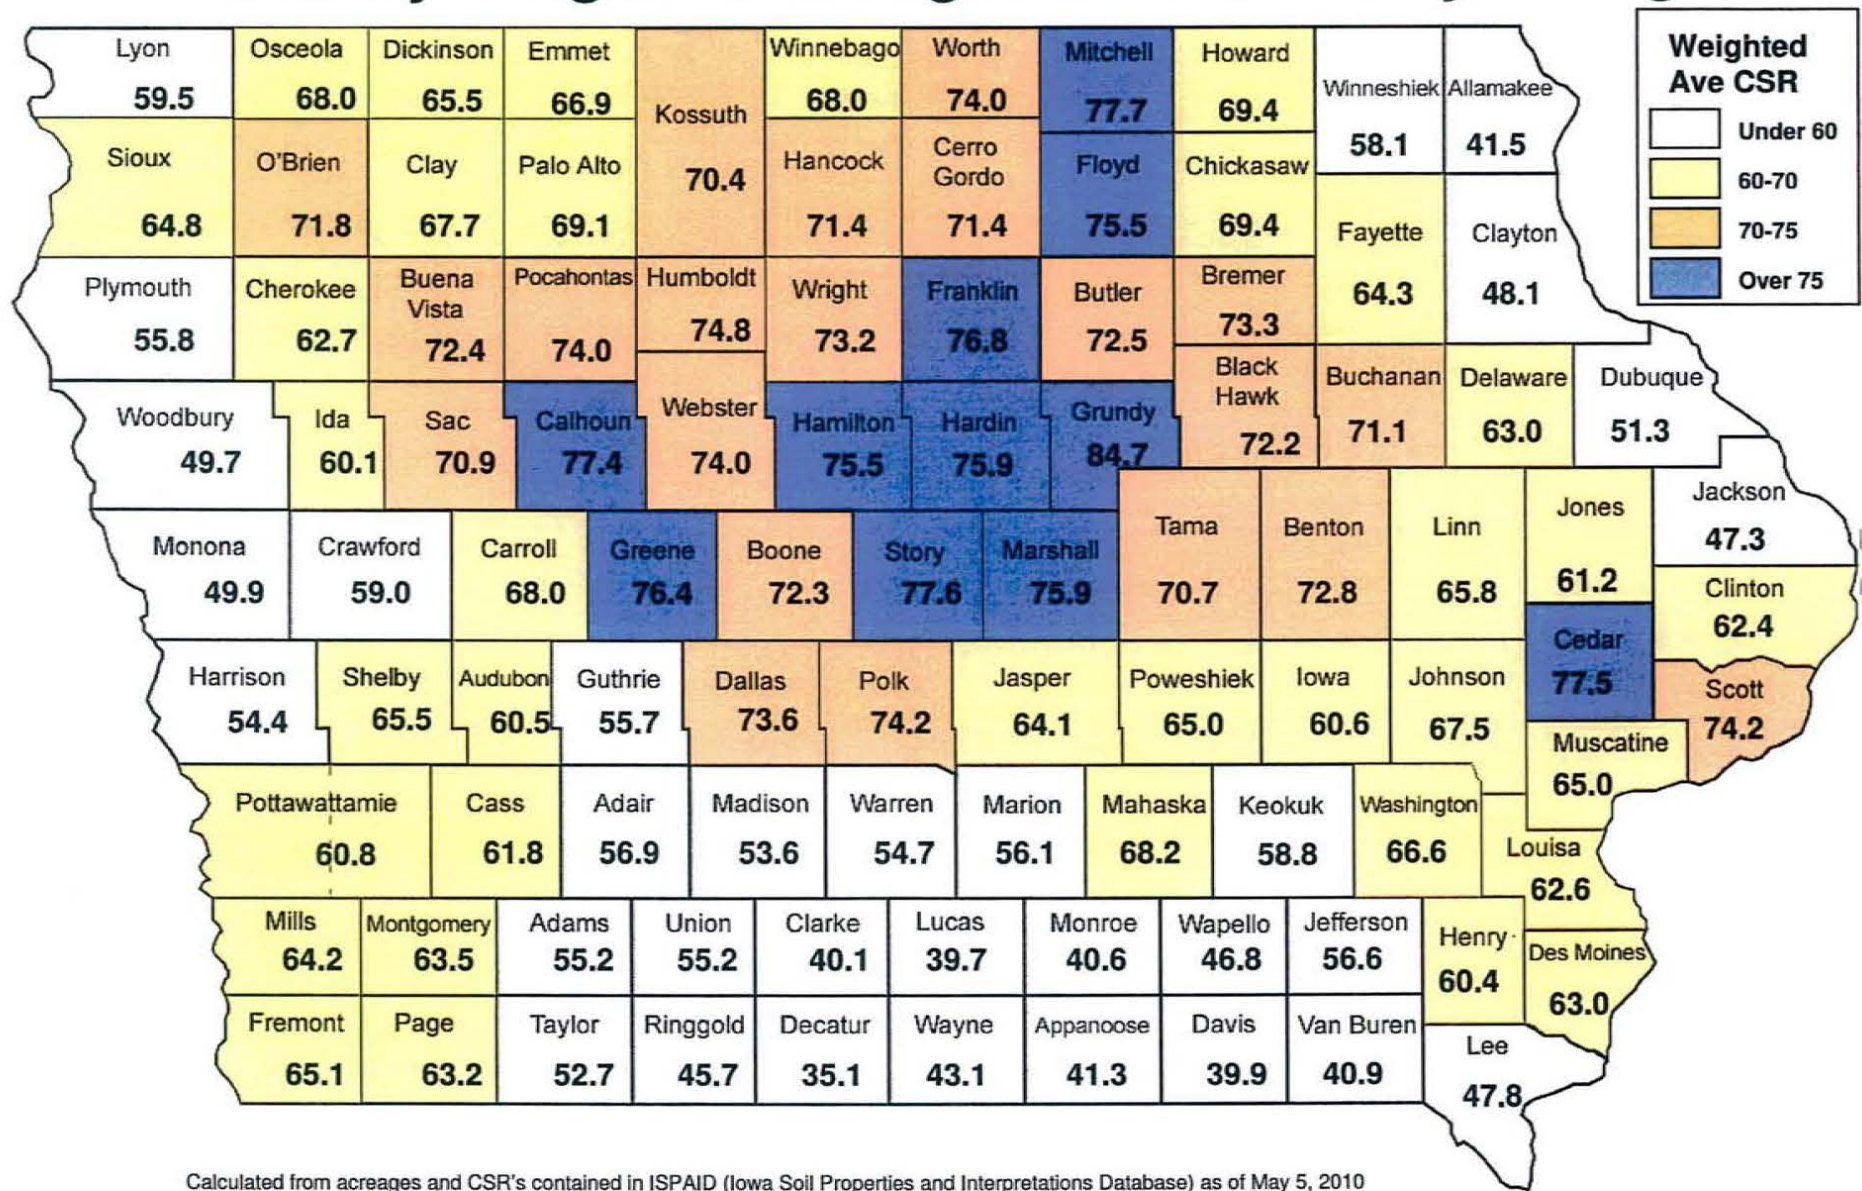 Lyon
59.5
Osceola
68.0
Dickinson
65.5
Emmet
66.9
Kossuth
70.4
Winnebago
68.0
Worth
74.0
Mitchell
77.7
Howard
69.4
Winneshiek
58.1
Allamakee
41.5
Weighted
Ave CSR
Under 60
60-70
70-75
Over 75
Sioux
64.8
O'Brien
71.8
Clay
67.7
Palo Alto
69.1
Hancock
71.4
Cerro
Gordo
71.4
Floyd
75.5
Chickasaw
69.4
Fayette
64.3
Clayton
48.1
Plymouth
55.8
Cherokee
62.7
Buena
Vista
72.4
Pocahontas
74.0
Humboldt
74.8
Wright
73.2
Franklin
76.8
Butler
72.5
Bremer
73.3
Woodbury
49.7
Ida
60.1
Sac
70.9
Calhoun
77.4
Webster
74.0
Hamilton
75.5
Hardin
75.9
Grundy
84.7
Black
Hawk
72.2
Buchanan
71.1
Delaware
63.0
Dubuque
51.3
Monona
49.9
Crawford
59.0
Carroll
68.0
Greene
76.4
Boone
72.3
Story
77.6
Marshall
75.9
Tama
70.7
Benton
72.8
Linn
65.8
Jones
61.2
Jackson
47.3
Clinton
62.4
Cedar
77.5
Scott
74.2
Harrison
54.4
Shelby
65.5
Audubon
60.5
Guthrie
55.7
Dallas
73.6
Polk
74.2
Jasper
64.1
Poweshiek
65.0
Iowa
60.6
Johnson
67.5
Muscatine
65.0
Pottawattamie
60.8
Cass
61.8
Adair
56.9
Madison
53.6
Warren
54.7
Marion
56.1
Mahaska
68.2
Keokuk
58.8
Washington
66.6
Louisa
62.6
Mills
64.2
Montgomery
63.5
Adams
55.2
Union
55.2
Clarke
40.1
Lucas
39.7
Monroe
40.6
Wapello
46.8
Jefferson
56.6
Henry
60.4
Des Moines
63.0
Fremont
65.1
Page
63.2
Taylor
52.7
Ringgold
45.7
Decatur
35.1
Wayne
43.1
Appanoose
41.3
Davis
39.9
Van Buren
40.9
Lee
47.8
Calculated from acreages and CSR's contained in ISPAID (Iowa Soil Properties and Interpretations Database) as of May 5, 2010